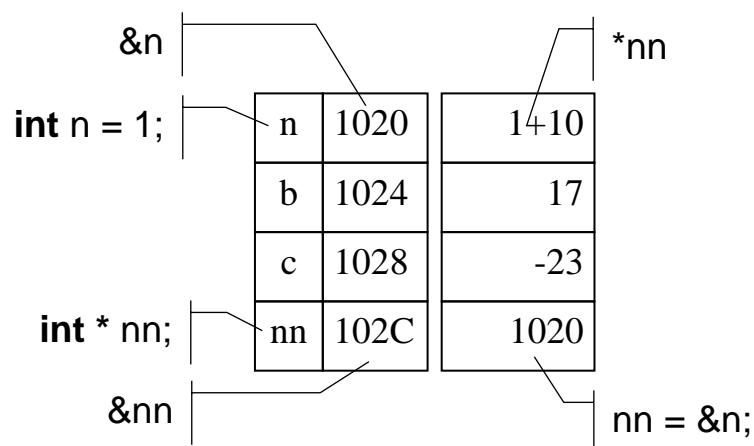 &n
*nn
int n = 1;
n 1020 1+10
b 1024 17
c 1028 -23
int * nn;
nn 102C 1020
&nn
nn = &n;